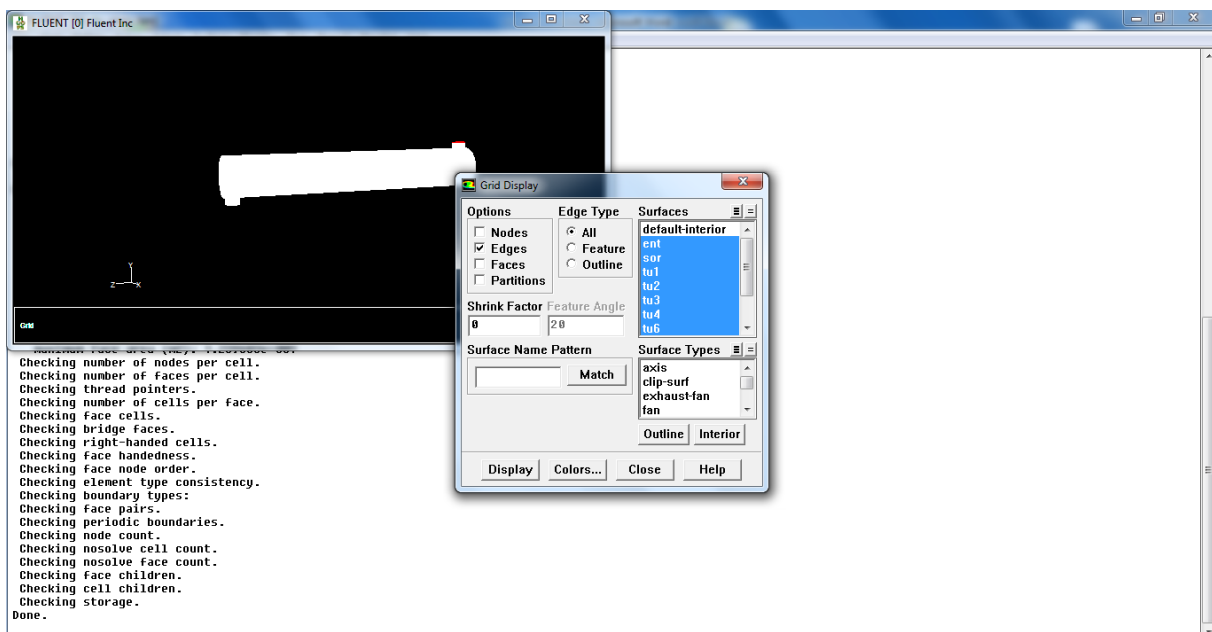 FLUENT [0] Fluent Inc
Y
Z X
Grid
Grid Display
Options
Nodes
Edges
Faces
Partitions
Edge Type
All
Feature
Outline
Shrink Factor Feature Angle
0 20
Surface Name Pattern
Match
Surfaces
default-interior
ent
sor
tu1
tu2
tu3
tu4
tu6
Surface Types
axis
clip-surf
exhaust-fan
fan
Outline Interior
Display Colors... Close Help
Checking number of nodes per cell.
Checking number of faces per cell.
Checking thread pointers.
Checking number of cells per face.
Checking face cells.
Checking bridge faces.
Checking right-handed cells.
Checking face handedness.
Checking face node order.
Checking element type consistency.
Checking boundary types:
Checking face pairs.
Checking periodic boundaries.
Checking node count.
Checking nosolve cell count.
Checking nosolve face count.
Checking face children.
Checking cell children.
Checking storage.
Done.